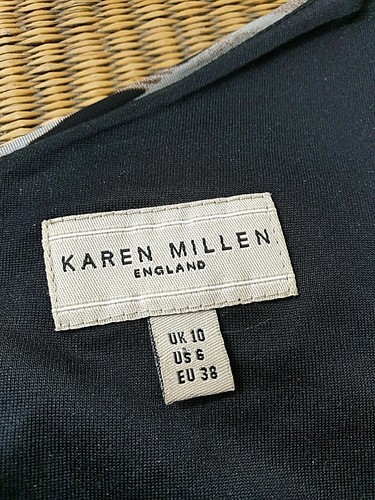 KAREN MILLEN
ENGLAND
UK 10
US 6
EU 38